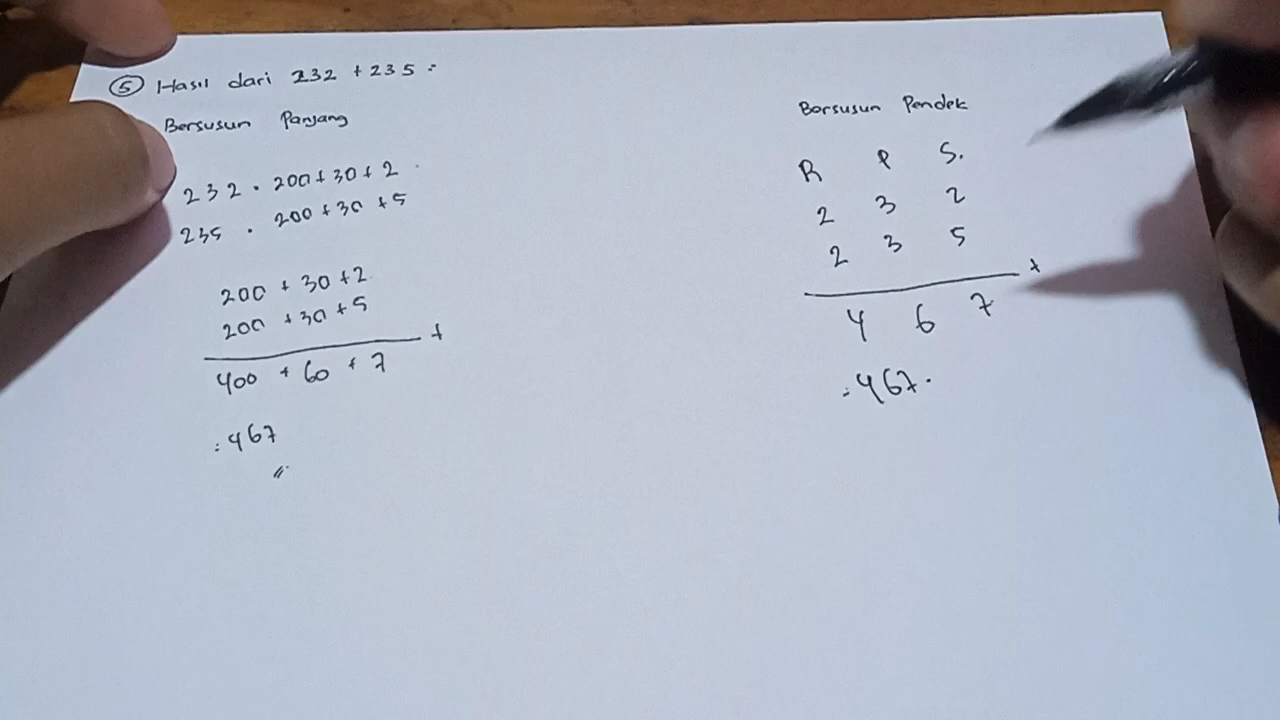 5 Hasil dari 232 + 235 =
Bersusun Panjang
232 = 200 + 30 + 2
235 = 200 + 30 + 5
200 + 30 + 2
200 + 30 + 5
+
400 + 60 + 7
= 467
Bersusun Pendek
R P S.
2 3 2
2 3 5
+
4 6 7
= 467.